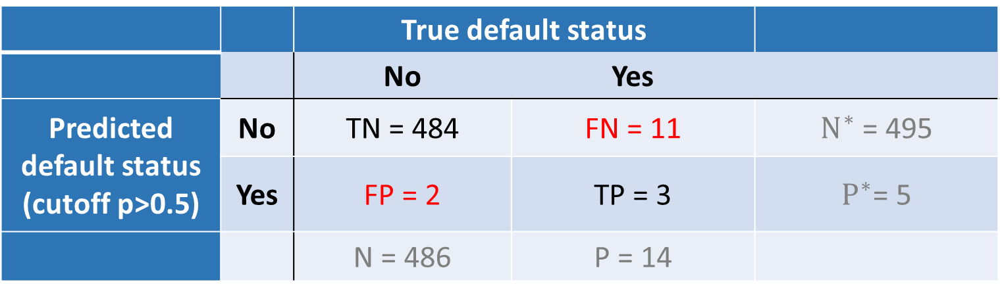 True default status
No Yes
Predicted
default status
(cutoff p>0.5)
No TN = 484 FN = 11 N* = 495
Yes FP = 2 TP = 3 P*= 5
N = 486 P = 14